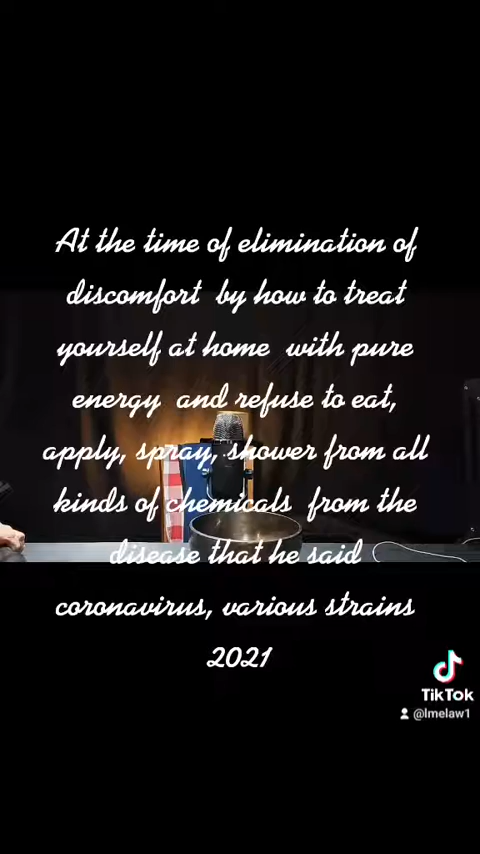 At the time of elimination of
discomfort by how to treat
yourself at home with pure
energy and refuse to eat,
apply, spray, shower from all
kinds of chemicals from the
disease that he said
coronavirus, various strains
2021
TikTok
@lmelaw1